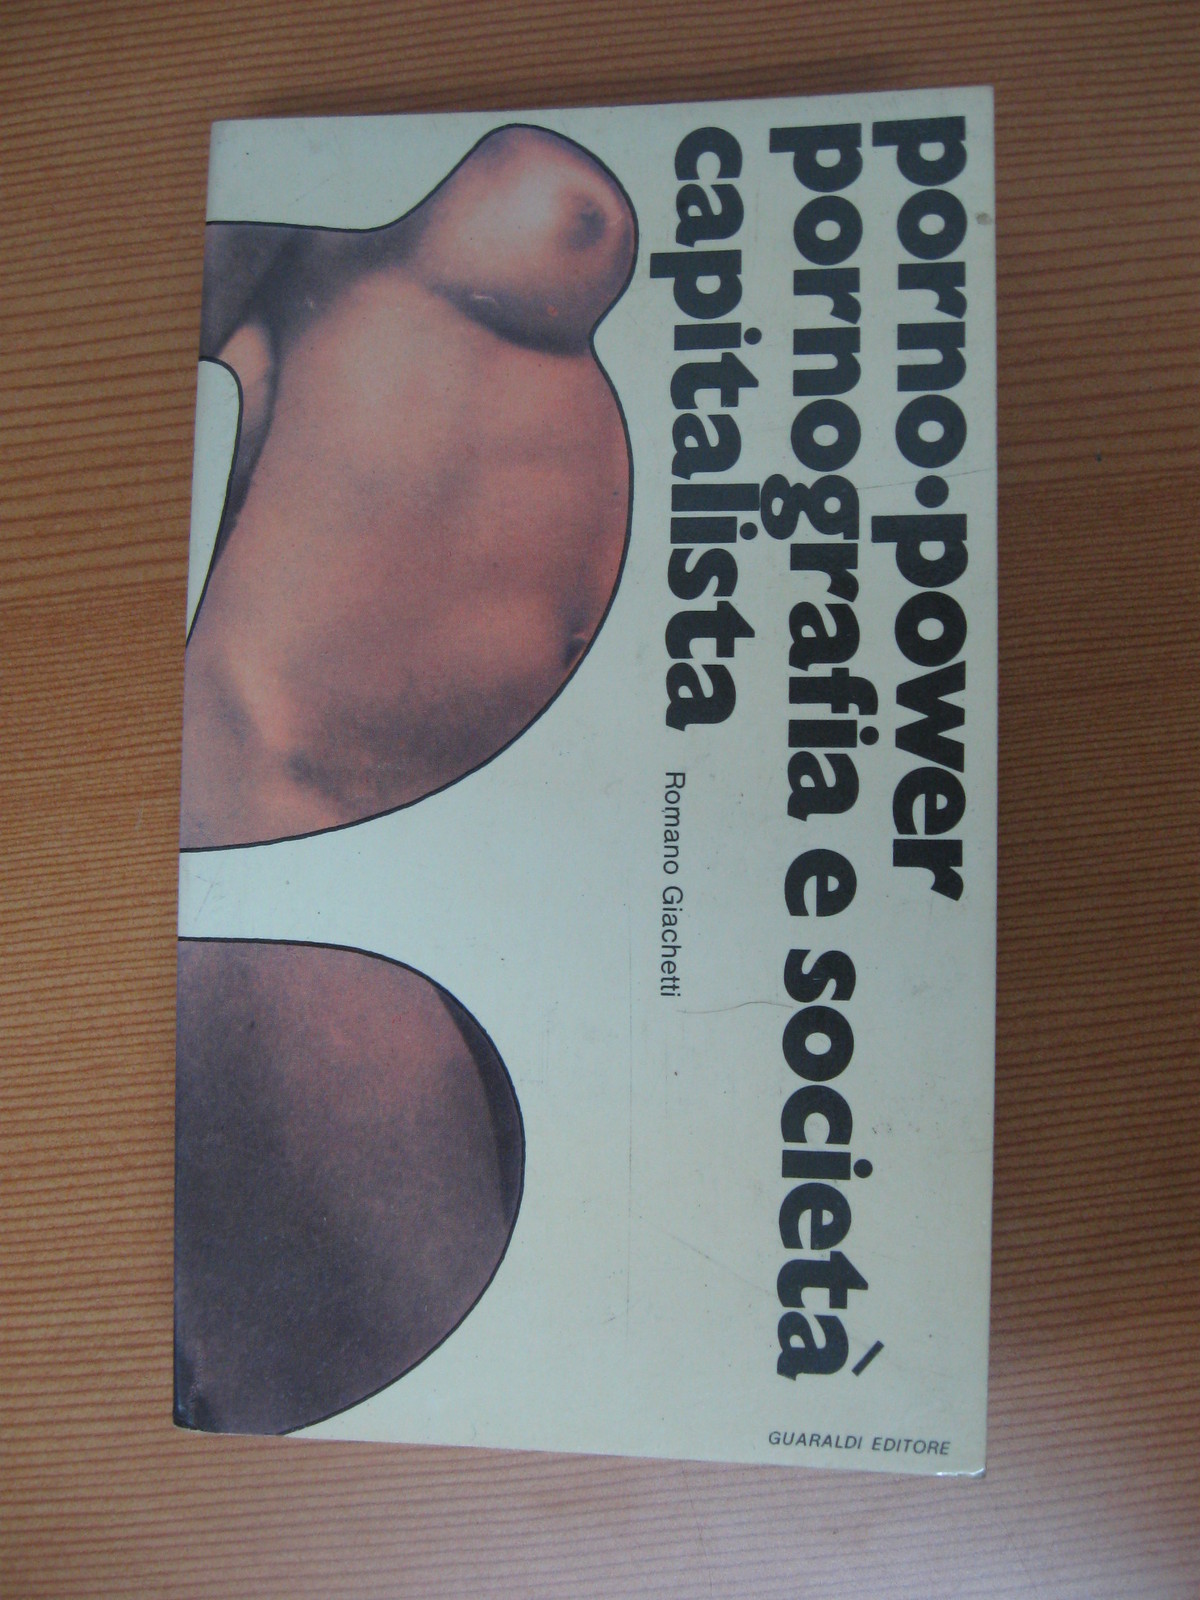 porno•power
pornografia e società
capitalista
Romano Giachetti
GUARALDI EDITORE